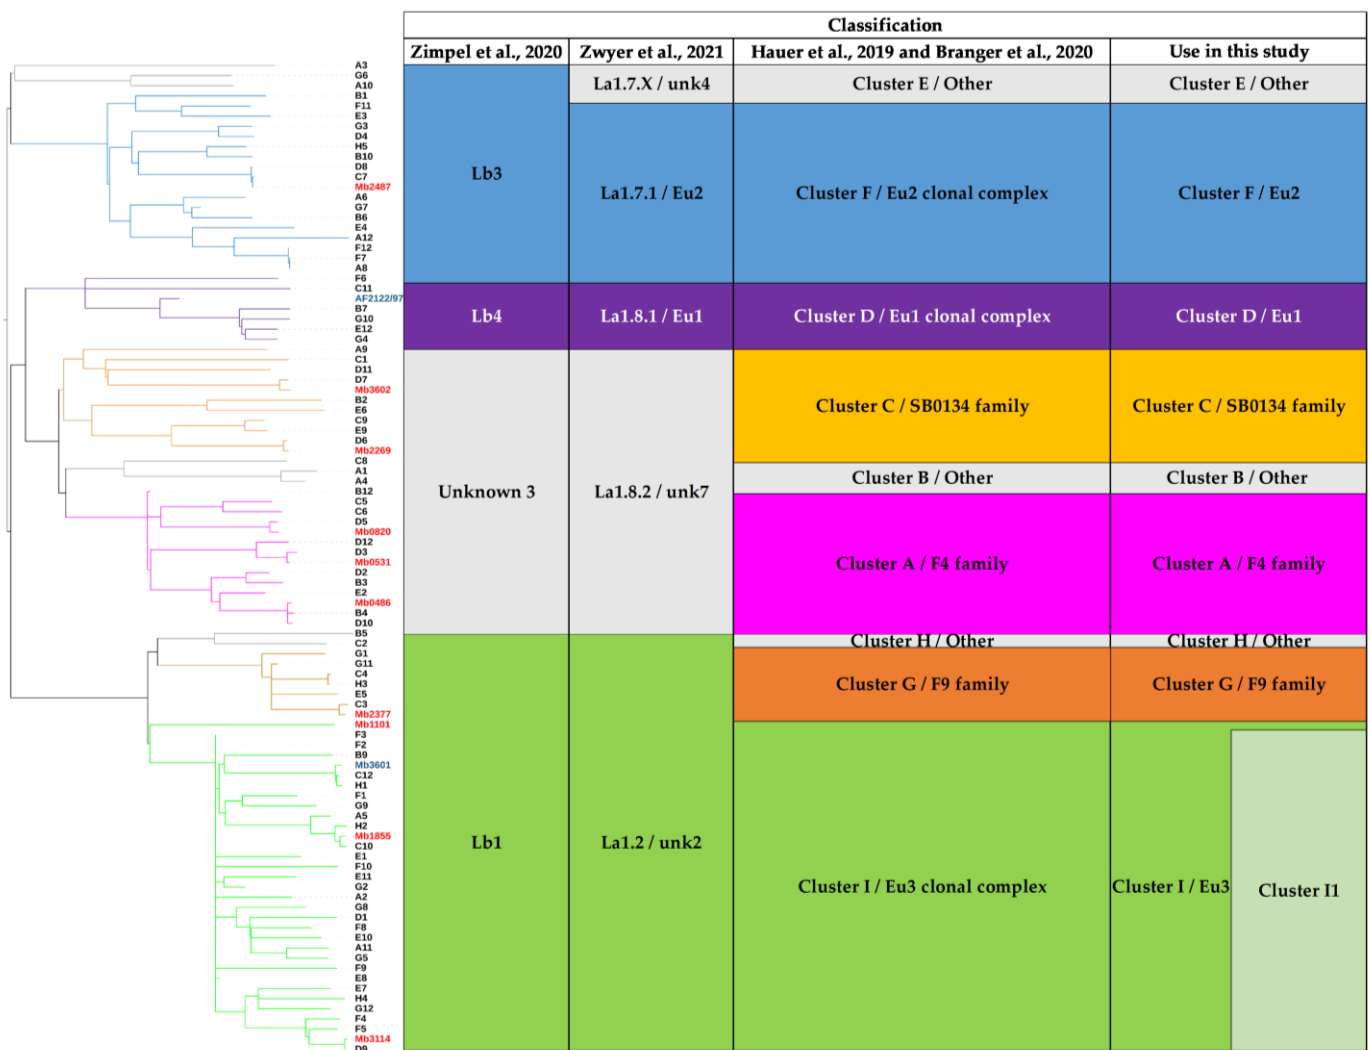 Classification
Zimpel et al., 2020 Zwyer et al., 2021 Hauer et al., 2019 and Branger et al., 2020 Use in this study
A3
G6
A10
B1
F11
E3
G3
D4
H5
B10
D8
C7
Mb2487
A6
G7
B6
E4
A12
F12
F7
A8
F6
C11
AF2122/97
B7
G10
E12
G4
A9
C1
D11
D7
Mb3602
B2
E6
C9
E9
D6
Mb2269
C8
A1
A4
B12
C5
C6
D5
Mb0820
D12
D3
Mb0531
D2
B3
E2
Mb0486
B4
D10
B5
C2
G1
G11
C4
H3
E5
C3
Mb2377
Mb1101
F3
F2
B9
Mb3601
C12
H1
F1
G9
A5
H2
Mb1855
C10
E1
F10
E11
G2
A2
G8
D1
F8
E10
A11
G5
F9
E8
E7
H4
G12
F4
F5
Mb3114
D9
La1.7.X / unk4 Cluster E / Other Cluster E / Other
Lb3
La1.7.1 / Eu2 Cluster F / Eu2 clonal complex Cluster F / Eu2
Lb4 La1.8.1 / Eu1 Cluster D / Eu1 clonal complex Cluster D / Eu1
Cluster C / SB0134 family Cluster C / SB0134 family
Cluster B / Other Cluster B / Other
Unknown 3 La1.8.2 / unk7
Cluster A / F4 family Cluster A / F4 family
Cluster H / Other Cluster H / Other
Cluster G / F9 family Cluster G / F9 family
Lb1 La1.2 / unk2
Cluster I / Eu3 clonal complex Cluster I / Eu3 Cluster I1